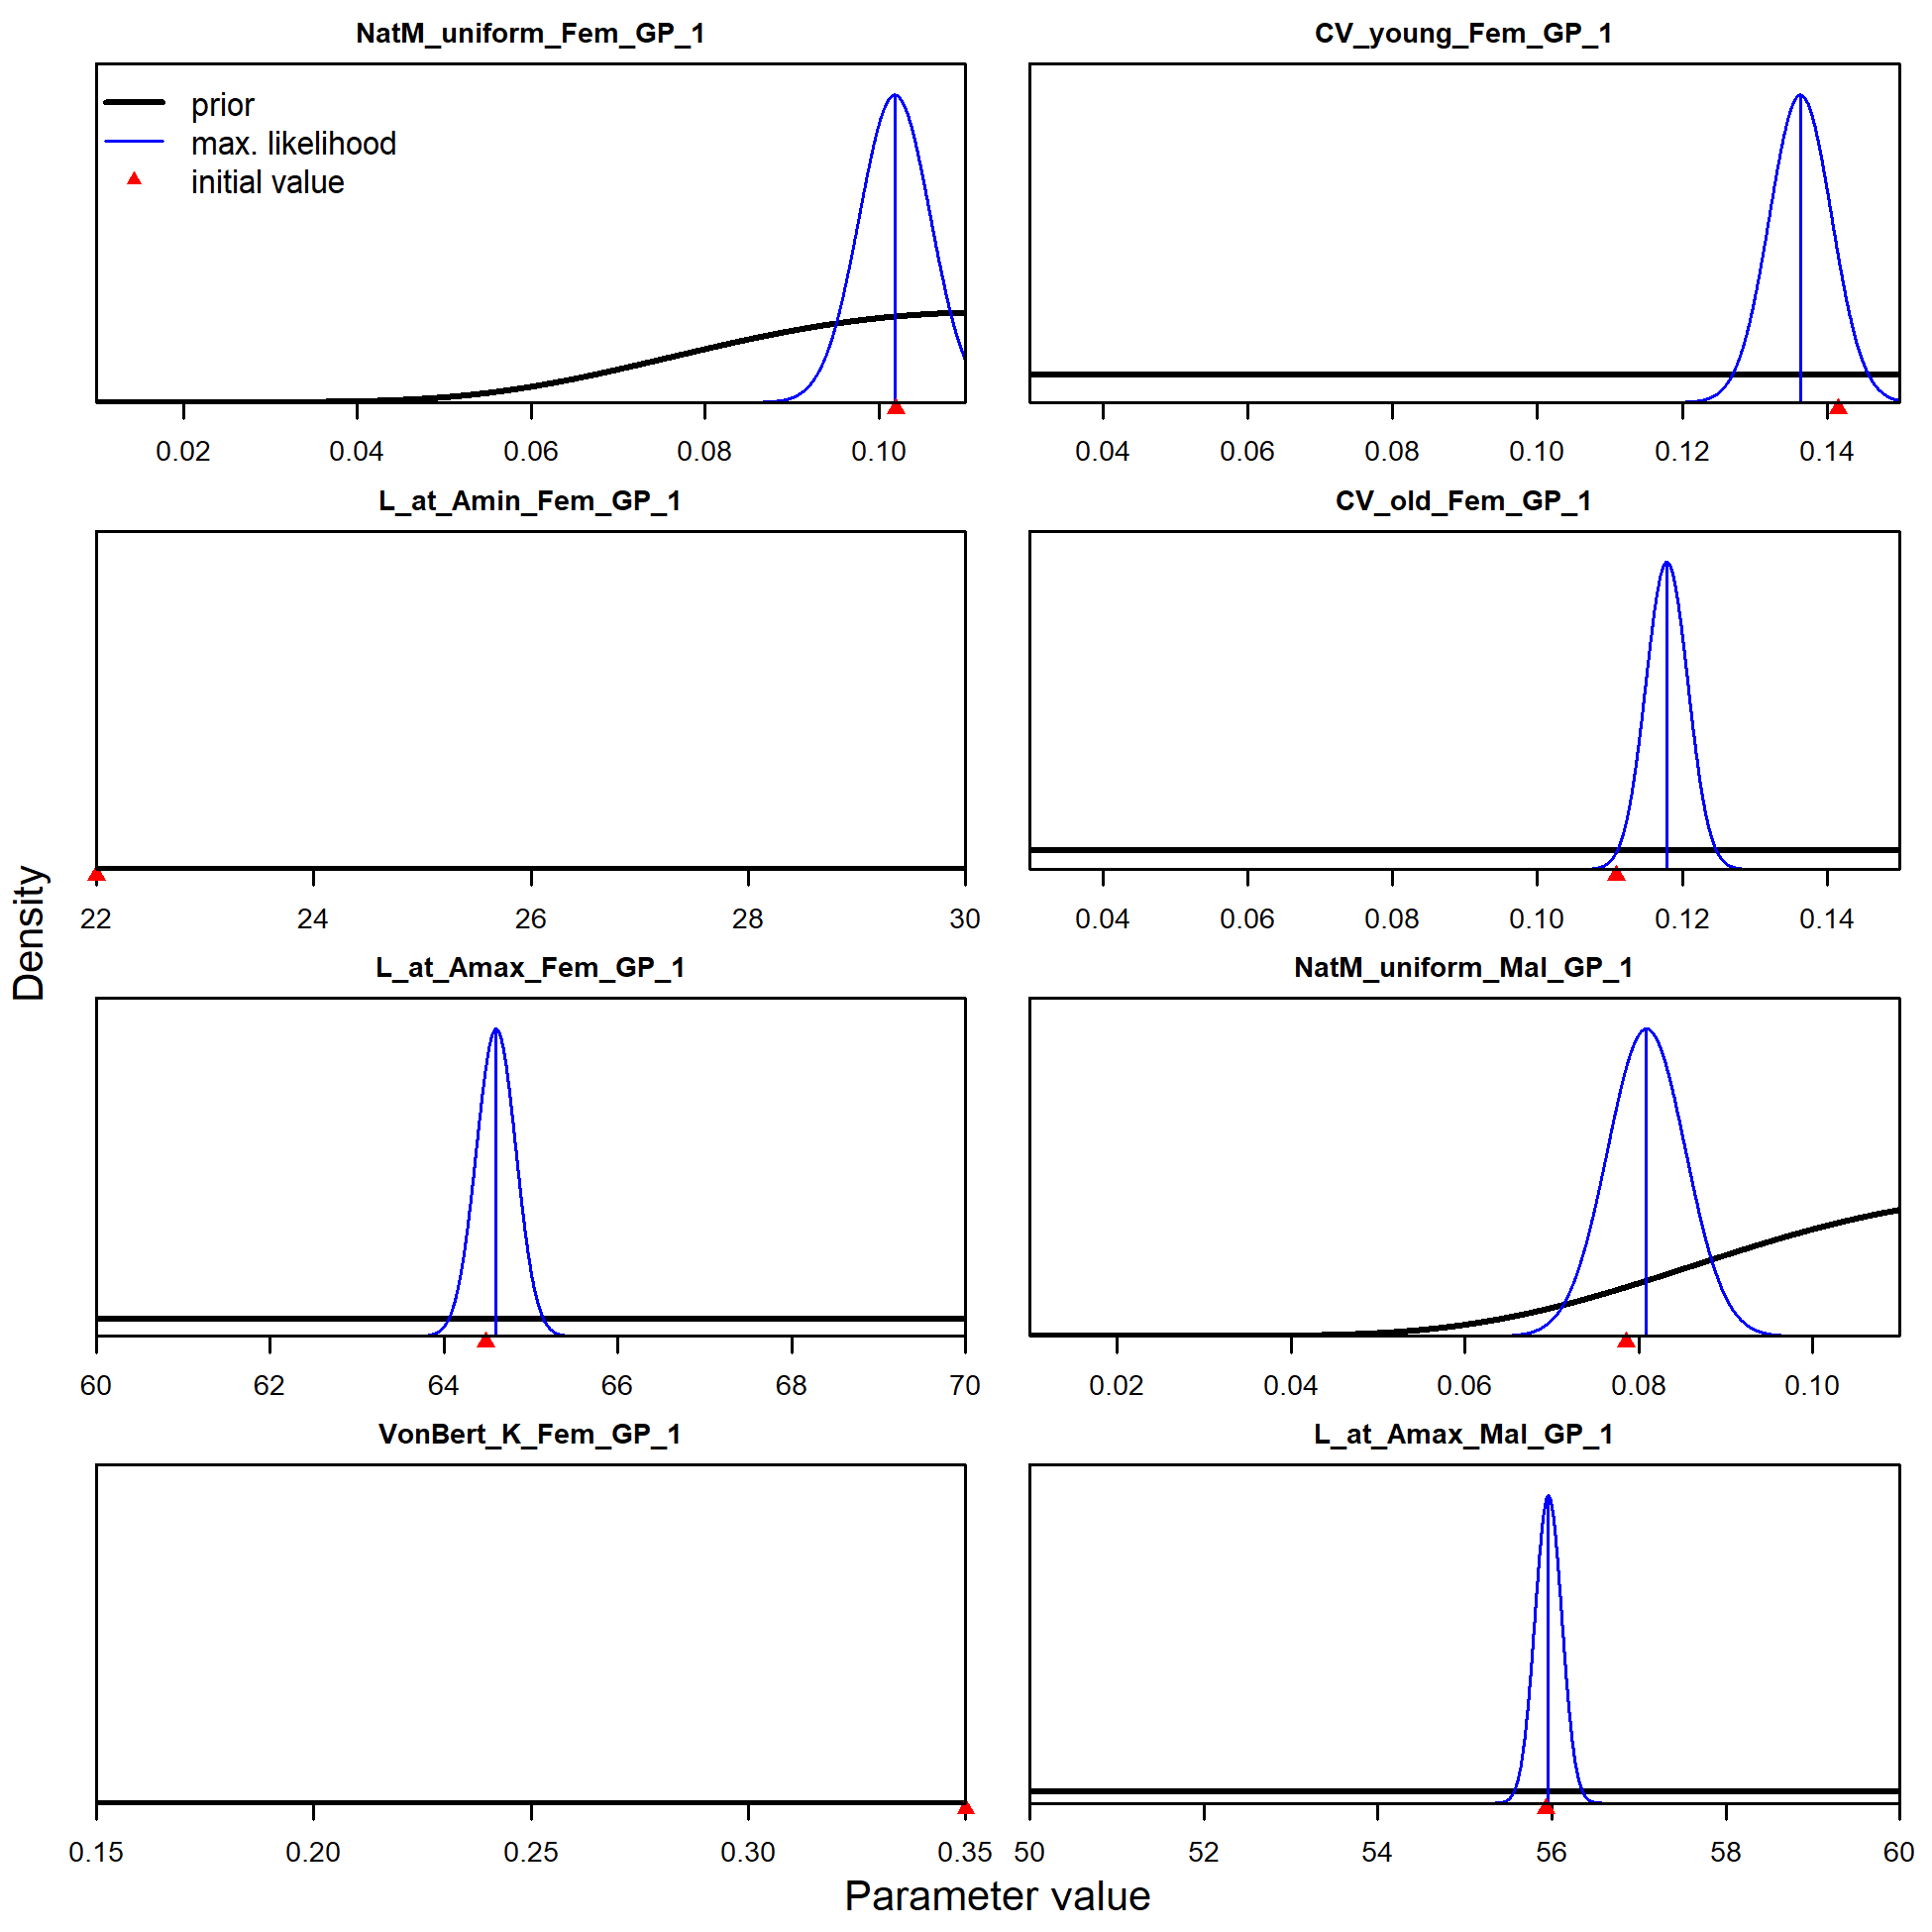 NatM_uniform_Fem_GP_1
prior
max. likelihood
initial value
0.02 0.04 0.06 0.08 0.10
CV_young_Fem_GP_1
0.04 0.06 0.08 0.10 0.12 0.14
L_at_Amin_Fem_GP_1
22 24 26 28 30
CV_old_Fem_GP_1
0.04 0.06 0.08 0.10 0.12 0.14
L_at_Amax_Fem_GP_1
60 62 64 66 68 70
NatM_uniform_Mal_GP_1
0.02 0.04 0.06 0.08 0.10
VonBert_K_Fem_GP_1
0.15 0.20 0.25 0.30 0.35
L_at_Amax_Mal_GP_1
50 52 54 56 58 60
Density
Parameter value